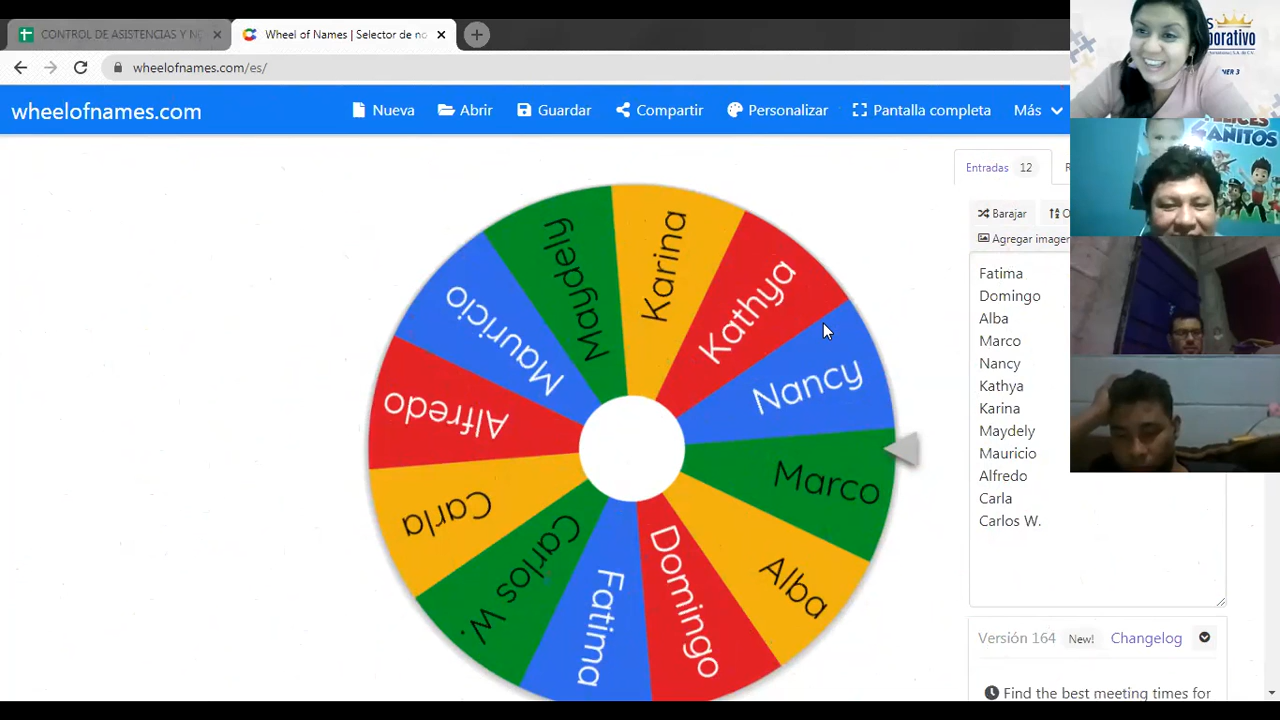 CONTROL DE ASISTENCIAS Y NO
Wheel of Names | Selector de no
wheelofnames.com/es/
wheelofnames.com
Nueva
Abrir
Guardar
Compartir
Personalizar
Pantalla completa
Más
Entradas 12
Barajar
Agregar imagen
Fatima
Domingo
Alba
Marco
Nancy
Kathya
Karina
Maydely
Mauricio
Alfredo
Carla
Carlos W.
Versión 164 New! Changelog
Find the best meeting times for
Karina
Kathya
Nancy
Marco
Alba
Domingo
Fatima
Carlos W.
Carla
Alfredo
Mauricio
Maydely